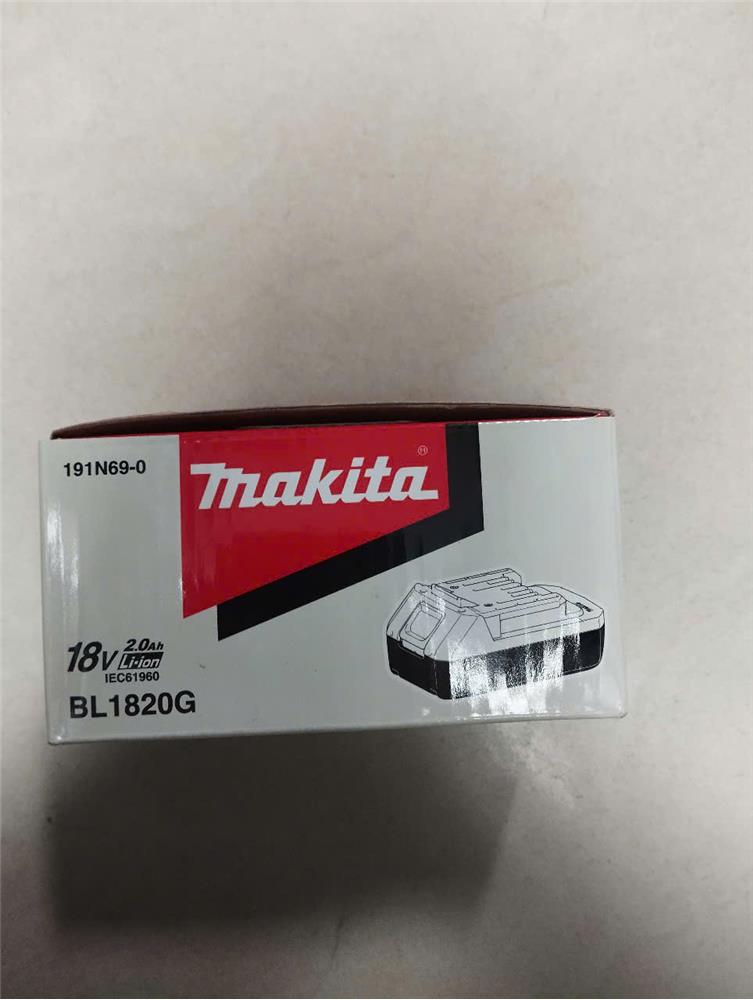 191N69-0
makita®
18V 2.0Ah
Li-ion
IEC61960
BL1820G